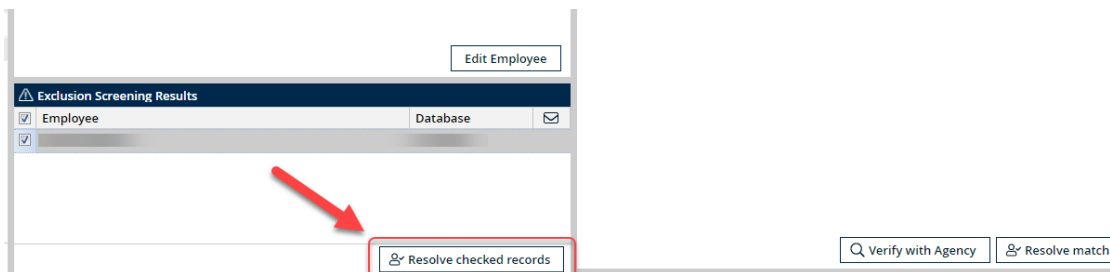 Edit Employee
Exclusion Screening Results
Employee Database
Resolve checked records
Verify with Agency
Resolve match